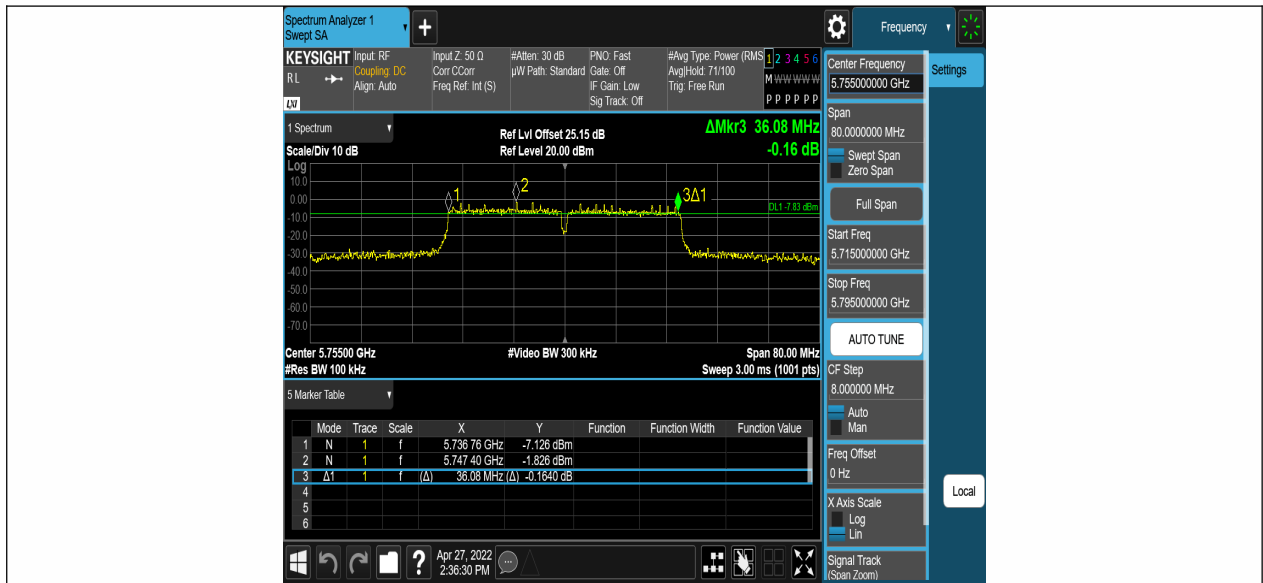 Spectrum Analyzer 1
Swept SA
+
Frequency
KEYSIGHT
RL
LXI
Input: RF
Coupling: DC
Align: Auto
Input Z: 50 Ω
Corr CCorr
Freq Ref: Int (S)
#Atten: 30 dB
µW Path: Standard
PNO: Fast
Gate: Off
IF Gain: Low
Sig Track: Off
#Avg Type: Power (RMS
Avg|Hold: 71/100
Trig: Free Run
1 2 3 4 5 6
M W W W W W
P P P P P P
1 Spectrum
Scale/Div 10 dB
Ref Lvl Offset 25.15 dB
Ref Level 20.00 dBm
ΔMkr3 36.08 MHz
-0.16 dB
Log
10.0
0.00
-10.0
-20.0
-30.0
-40.0
-50.0
-60.0
-70.0
1
2
3Δ1
DL1 -7.83 dBm
Center 5.75500 GHz
#Video BW 300 kHz
Span 80.00 MHz
#Res BW 100 kHz
Sweep 3.00 ms (1001 pts)
5 Marker Table
Mode Trace Scale X Y Function Function Width Function Value
1 N 1 f 5.736 76 GHz -7.126 dBm
2 N 1 f 5.747 40 GHz -1.826 dBm
3 Δ1 1 f (Δ) 36.08 MHz (Δ) -0.1640 dB
4
5
6
Apr 27, 2022
2:36:30 PM
?
Center Frequency
5.755000000 GHz
Settings
Span
80.0000000 MHz
Swept Span
Zero Span
Full Span
Start Freq
5.715000000 GHz
Stop Freq
5.795000000 GHz
AUTO TUNE
CF Step
8.000000 MHz
Auto
Man
Freq Offset
0 Hz
X Axis Scale
Log
Lin
Signal Track
(Span Zoom)
Local